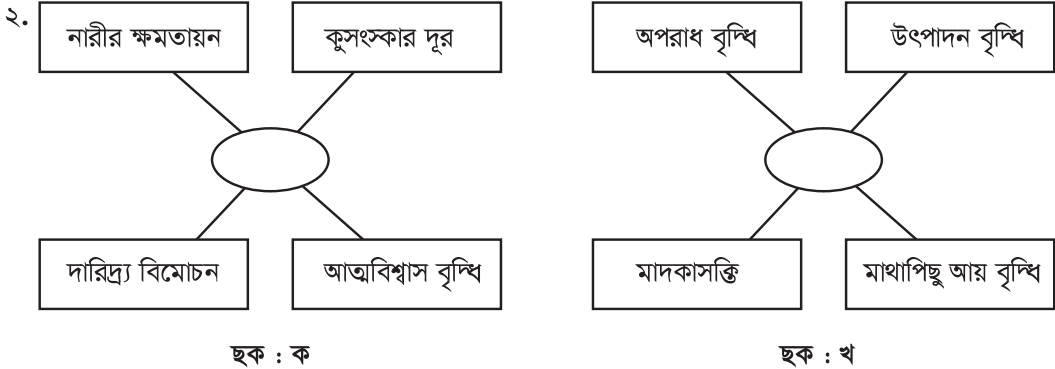 ২.
নারীর ক্ষমতায়ন
কুসংস্কার দূর
দারিদ্র্য বিমোচন
আত্মবিশ্বাস বৃদ্ধি
ছক : ক
অপরাধ বৃদ্ধি
উৎপাদন বৃদ্ধি
মাদকাসক্তি
মাথাপিছু আয় বৃদ্ধি
ছক : খ